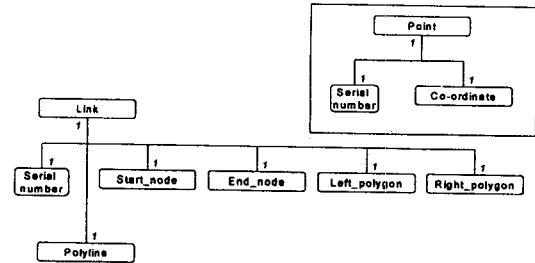 Point
1
1
1
Serial
number
Co-ordinate
Link
1
1
1
1
1
1
Serial
number
Start_node
End_node
Left_polygon
Right_polygon
1
Polyline